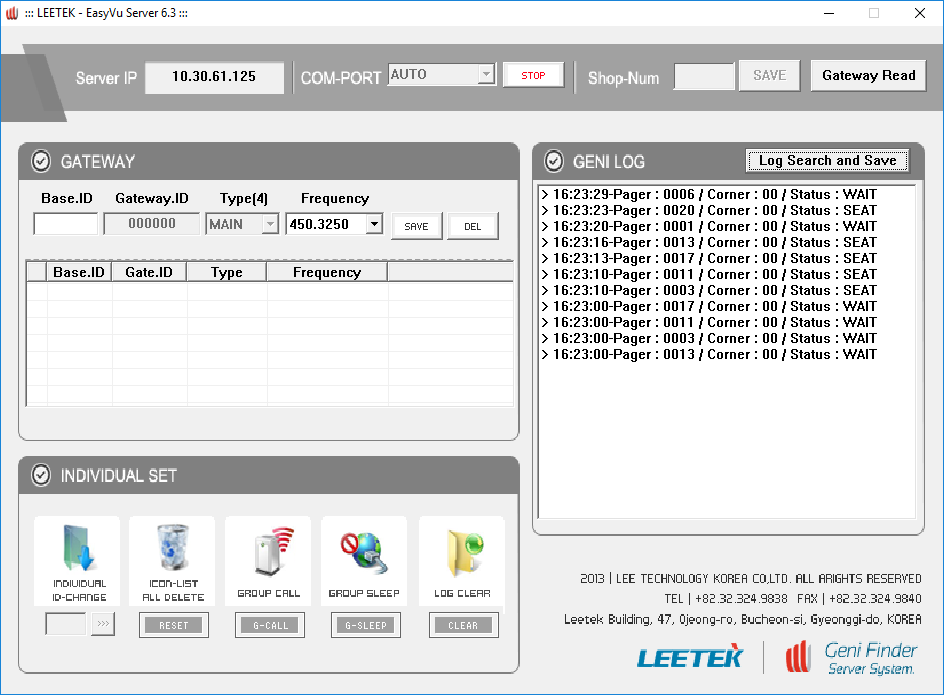 ::: LEETEK - EasyVu Server 6.3 :::
Server IP 10.30.61.125 COM-PORT AUTO STOP Shop-Num SAVE Gateway Read
GATEWAY
Base.ID Gateway.ID Type(4) Frequency
000000 MAIN 450.3250 SAVE DEL
Base.ID Gate.ID Type Frequency
GENI LOG Log Search and Save
> 16:23:29-Pager : 0006 / Corner : 00 / Status : WAIT
> 16:23:23-Pager : 0020 / Corner : 00 / Status : SEAT
> 16:23:20-Pager : 0001 / Corner : 00 / Status : WAIT
> 16:23:16-Pager : 0013 / Corner : 00 / Status : SEAT
> 16:23:13-Pager : 0017 / Corner : 00 / Status : SEAT
> 16:23:10-Pager : 0011 / Corner : 00 / Status : SEAT
> 16:23:10-Pager : 0003 / Corner : 00 / Status : SEAT
> 16:23:00-Pager : 0017 / Corner : 00 / Status : WAIT
> 16:23:00-Pager : 0011 / Corner : 00 / Status : WAIT
> 16:23:00-Pager : 0003 / Corner : 00 / Status : WAIT
> 16:23:00-Pager : 0013 / Corner : 00 / Status : WAIT
INDIVIDUAL SET
INDIVIDUAL
ID-CHANGE
>>>
ICON-LIST
ALL DELETE
RESET
GROUP CALL
G-CALL
GROUP SLEEP
G-SLEEP
LOG CLEAR
CLEAR
2013 | LEE TECHNOLOGY KOREA CO,LTD. ALL ARIGHTS RESERVED
TEL | +82.32.324.9838 FAX | +82.32.324.9840
Leetek Building, 47, Ojeong-ro, Bucheon-si, Gyeonggi-do, KOREA
LEETEK
Geni Finder
Server System.